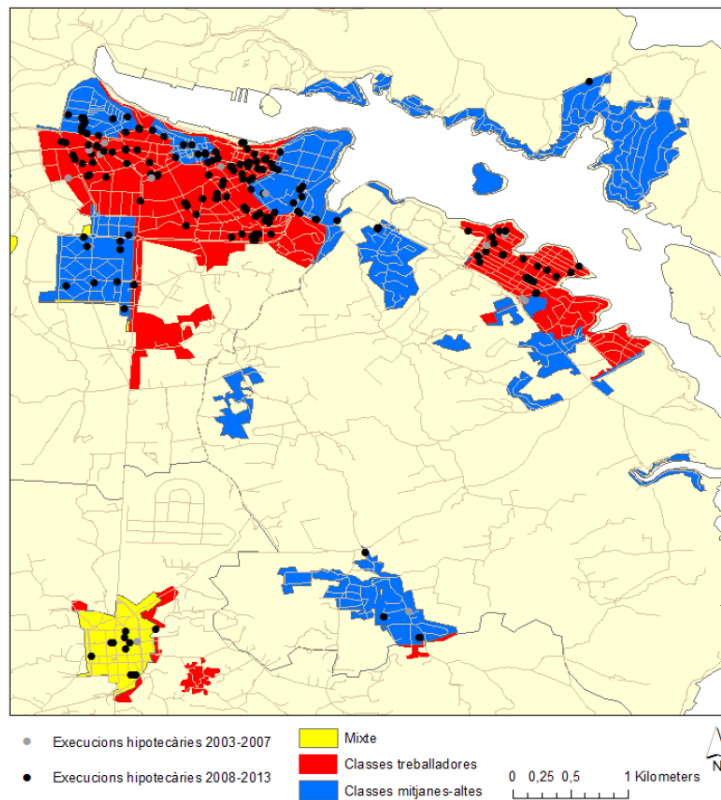 Execucions hipotecàries 2003-2007
Execucions hipotecàries 2008-2013
Mixte
Classes treballadores
Classes mitjanes-altes
N
0 0,25 0,5 1 Kilometers